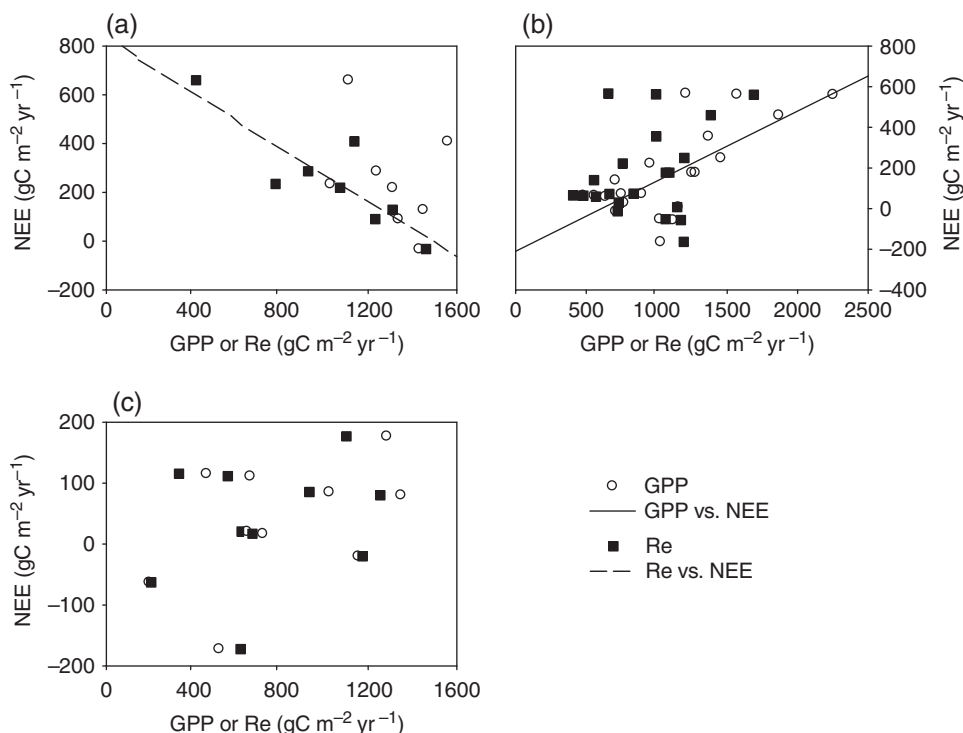 (a)
800
600
400
200
0
−200
NEE (gC m⁻² yr⁻¹)
0 400 800 1200 1600
GPP or Re (gC m⁻² yr⁻¹)
(b)
800
600
400
200
0
−200
−400
NEE (gC m⁻² yr⁻¹)
0 500 1000 1500 2000 2500
GPP or Re (gC m⁻² yr⁻¹)
(c)
200
100
0
−100
−200
NEE (gC m⁻² yr⁻¹)
0 400 800 1200 1600
GPP or Re (gC m⁻² yr⁻¹)
GPP
GPP vs. NEE
Re
Re vs. NEE